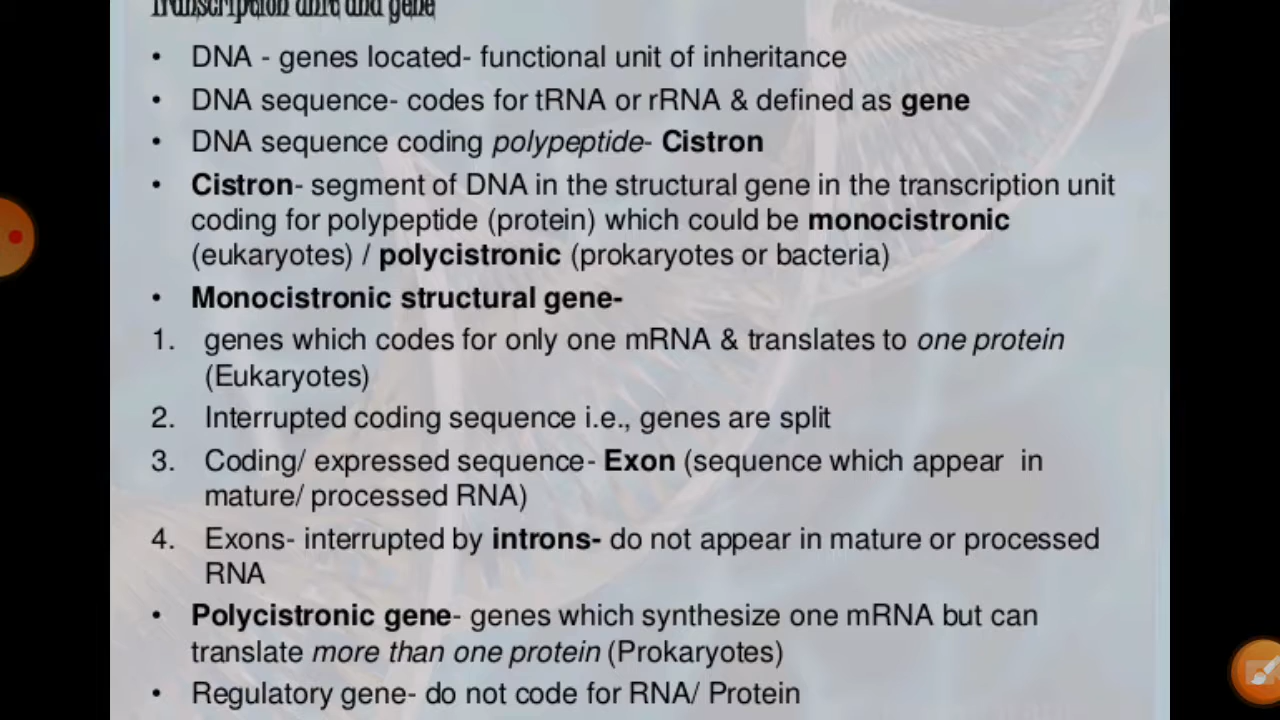 Transcription unit and gene
• DNA - genes located- functional unit of inheritance
• DNA sequence- codes for tRNA or rRNA & defined as gene
• DNA sequence coding polypeptide- Cistron
• Cistron- segment of DNA in the structural gene in the transcription unit
coding for polypeptide (protein) which could be monocistronic
(eukaryotes) / polycistronic (prokaryotes or bacteria)
• Monocistronic structural gene-
1. genes which codes for only one mRNA & translates to one protein
(Eukaryotes)
2. Interrupted coding sequence i.e., genes are split
3. Coding/ expressed sequence- Exon (sequence which appear in
mature/ processed RNA)
4. Exons- interrupted by introns- do not appear in mature or processed
RNA
• Polycistronic gene- genes which synthesize one mRNA but can
translate more than one protein (Prokaryotes)
• Regulatory gene- do not code for RNA/ Protein